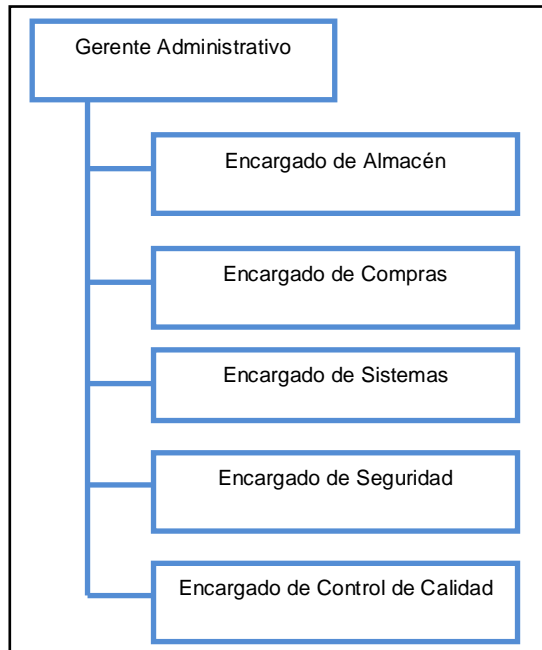 Gerente Administrativo
Encargado de Almacén
Encargado de Compras
Encargado de Sistemas
Encargado de Seguridad
Encargado de Control de Calidad